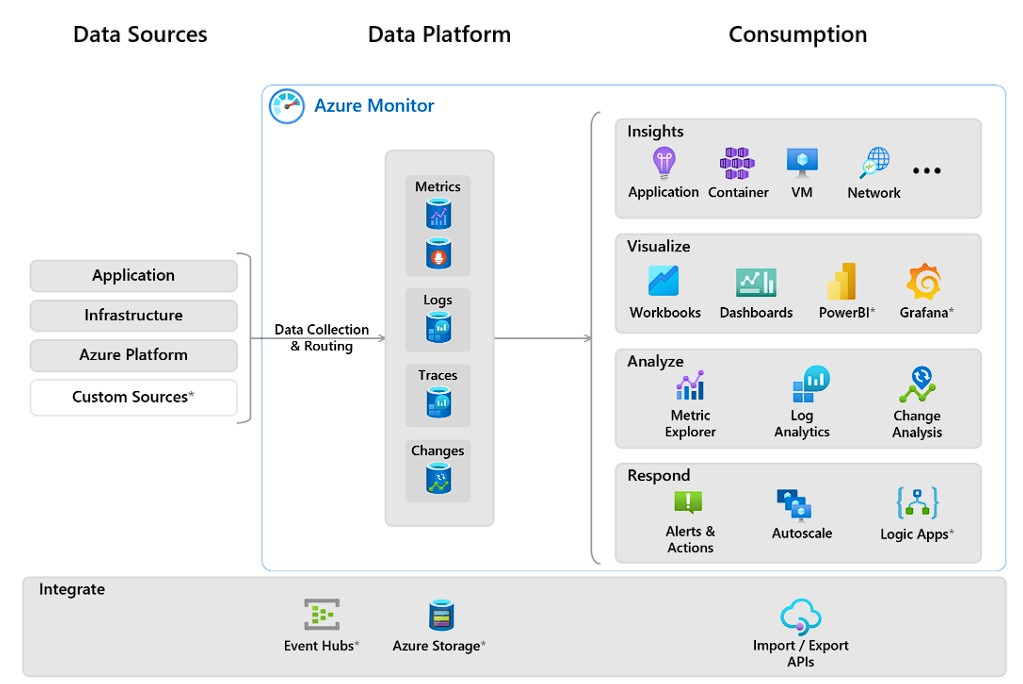 Data Sources
Data Platform
Consumption
Azure Monitor
Application
Infrastructure
Azure Platform
Custom Sources*
Data Collection
& Routing
Metrics
Logs
Traces
Changes
Insights
Application
Container
VM
Network
•••
Visualize
Workbooks
Dashboards
PowerBI*
Grafana*
Analyze
Metric
Explorer
Log
Analytics
Change
Analysis
Respond
Alerts &
Actions
Autoscale
Logic Apps*
Integrate
Event Hubs*
Azure Storage*
Import / Export
APIs